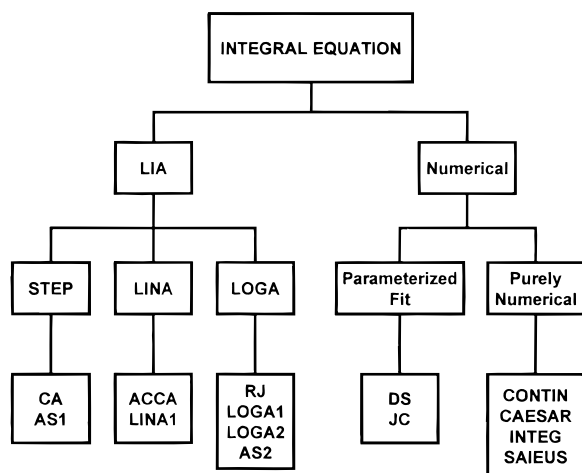 INTEGRAL EQUATION
LIA
Numerical
STEP
LINA
LOGA
Parameterized
Fit
Purely
Numerical
CA
AS1
ACCA
LINA1
RJ
LOGA1
LOGA2
AS2
DS
JC
CONTIN
CAESAR
INTEG
SAIEUS